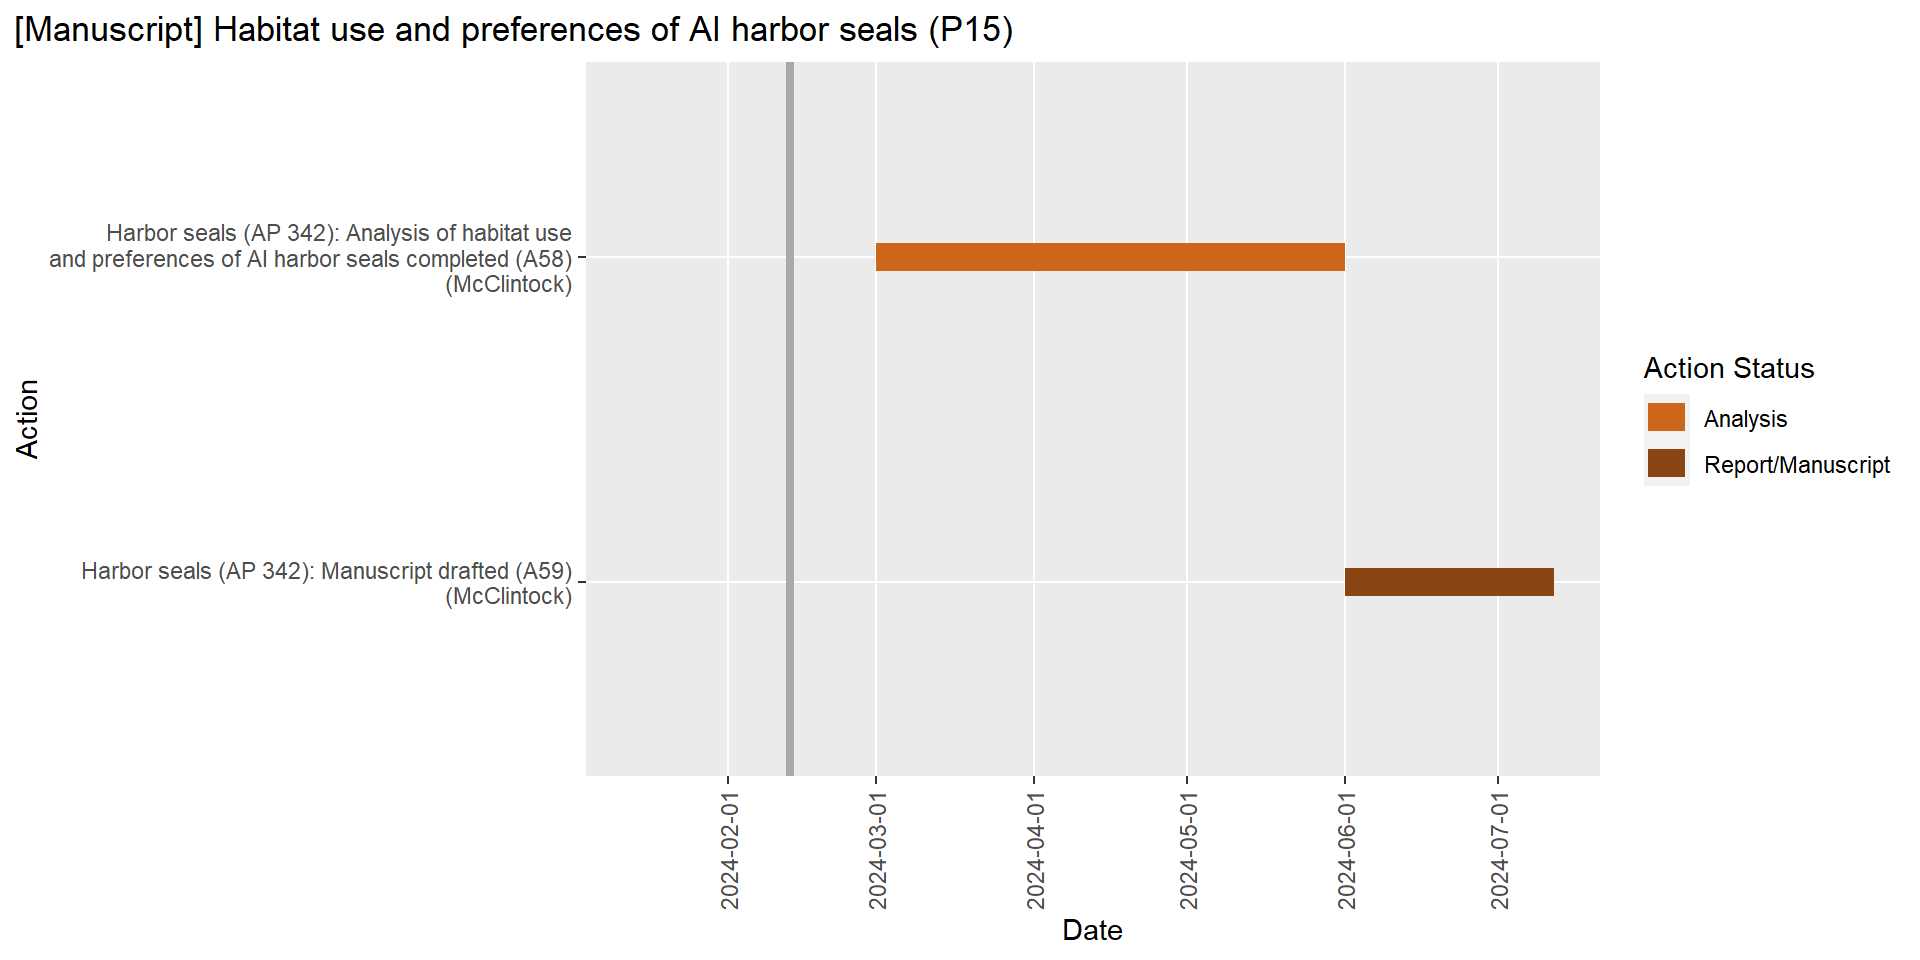 [Manuscript] Habitat use and preferences of AI harbor seals (P15)
Harbor seals (AP 342): Analysis of habitat use
and preferences of AI harbor seals completed (A58)
(McClintock)
Harbor seals (AP 342): Manuscript drafted (A59)
(McClintock)
Action
2024-02-01
2024-03-01
2024-04-01
2024-05-01
2024-06-01
2024-07-01
Date
Action Status
Analysis
Report/Manuscript